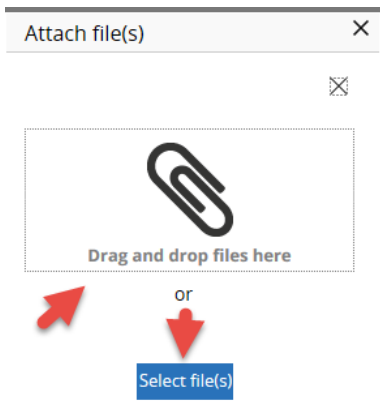 Attach file(s)
Drag and drop files here
or
Select file(s)